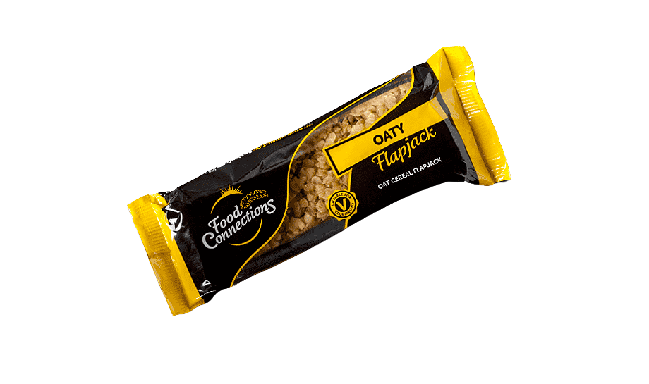 Food
Connections
OATY
Flapjack
OAT CEREAL FLAPJACK
V